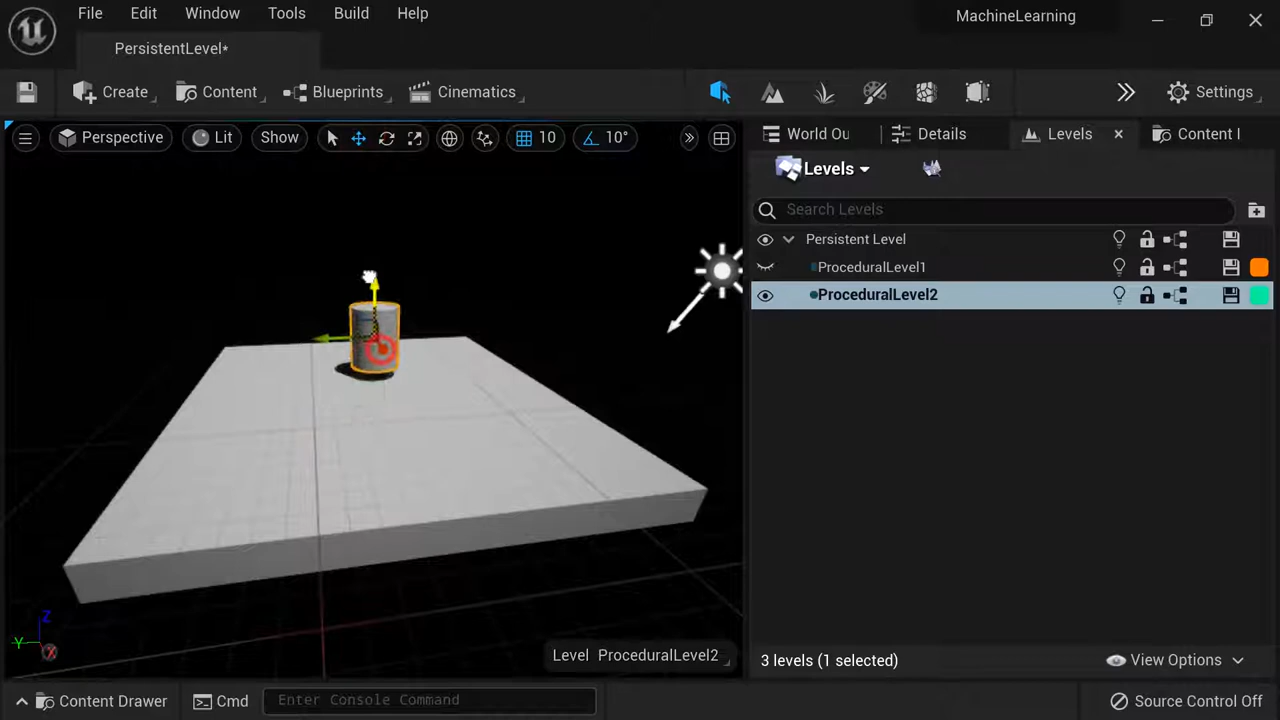 File Edit Window Tools Build Help
MachineLearning
PersistentLevel*
Create Content Blueprints Cinematics Settings
Perspective Lit Show 10 10°
World Ou Details Levels Content I
Levels
Search Levels
Persistent Level
ProceduralLevel1
ProceduralLevel2
Z
Y
X
Level ProceduralLevel2
3 levels (1 selected) View Options
Content Drawer Cmd Enter Console Command Source Control Off